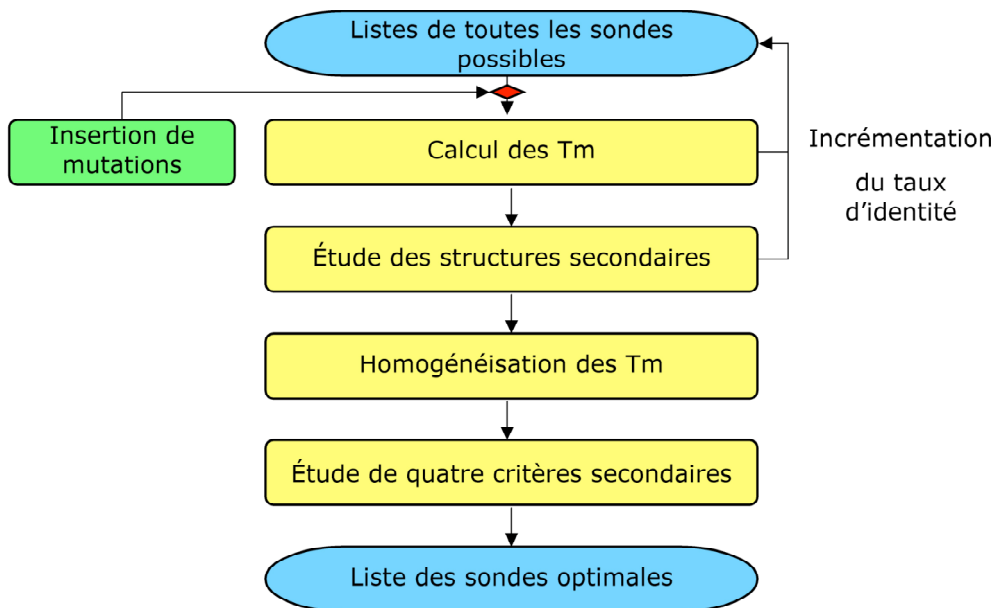 Listes de toutes les sondes
possibles
Insertion de
mutations
Calcul des Tm
Incrémentation
du taux
d'identité
Étude des structures secondaires
Homogénéisation des Tm
Étude de quatre critères secondaires
Liste des sondes optimales